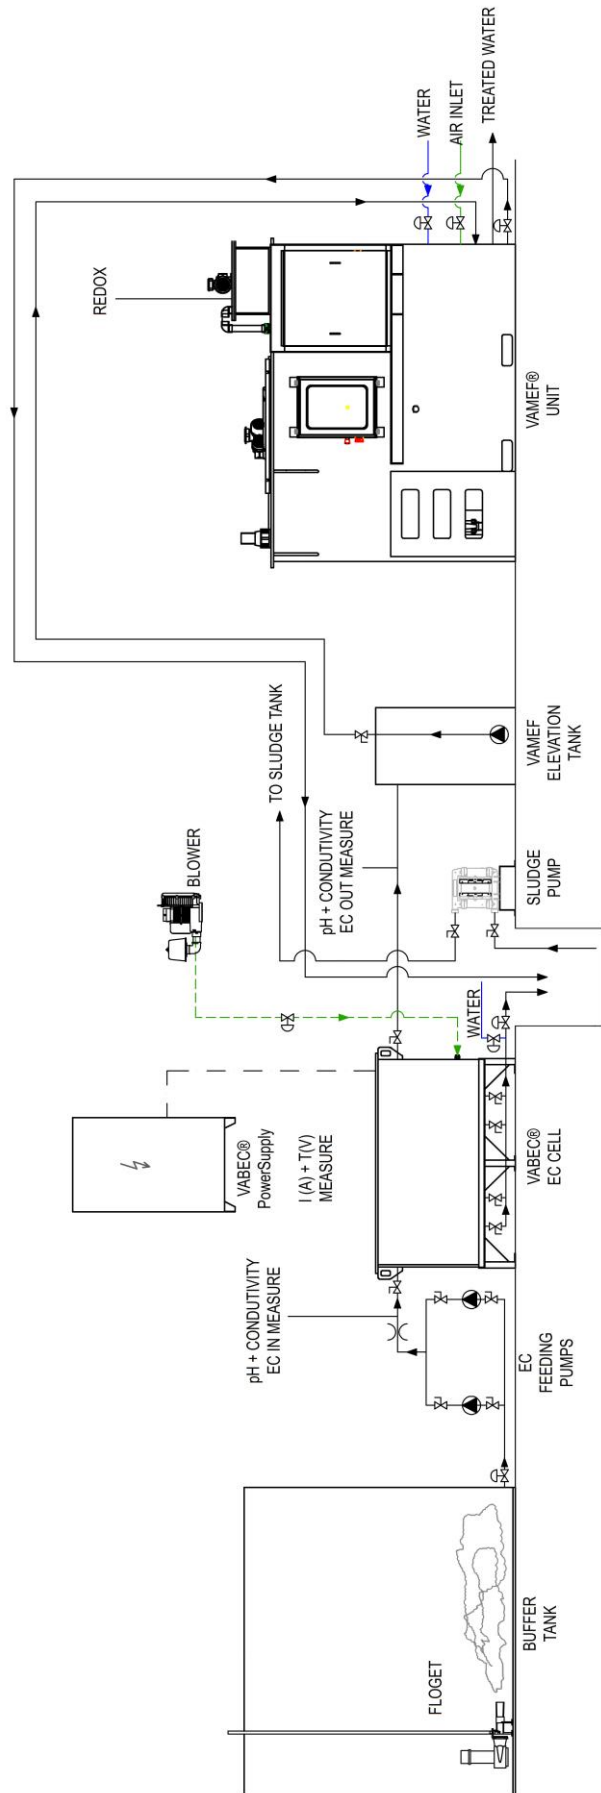 FLOGET
BUFFER
TANK
EC
FEEDING
PUMPS
pH + CONDUTIVITY
EC IN MEASURE
VABEC®
PowerSupply
I (A) + T(V)
MEASURE
BLOWER
VABEC®
EC CELL
WATER
pH + CONDUTIVITY
EC OUT MEASURE
TO SLUDGE TANK
SLUDGE
PUMP
VAMEF
ELEVATION
TANK
REDOX
VAMEF®
UNIT
WATER
AIR INLET
TREATED WATER